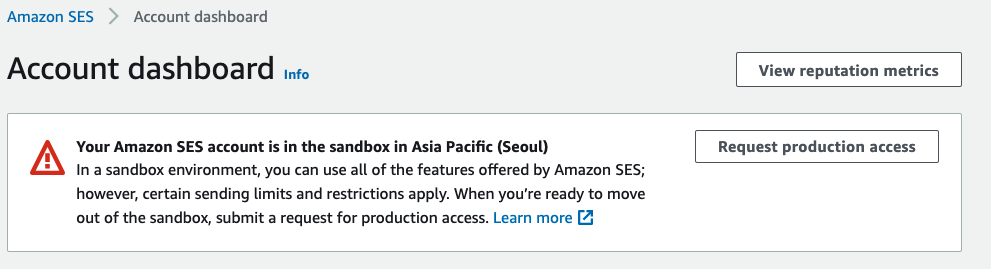 Amazon SES > Account dashboard
Account dashboard Info
View reputation metrics
Your Amazon SES account is in the sandbox in Asia Pacific (Seoul)
In a sandbox environment, you can use all of the features offered by Amazon SES;
however, certain sending limits and restrictions apply. When you’re ready to move
out of the sandbox, submit a request for production access. Learn more
Request production access